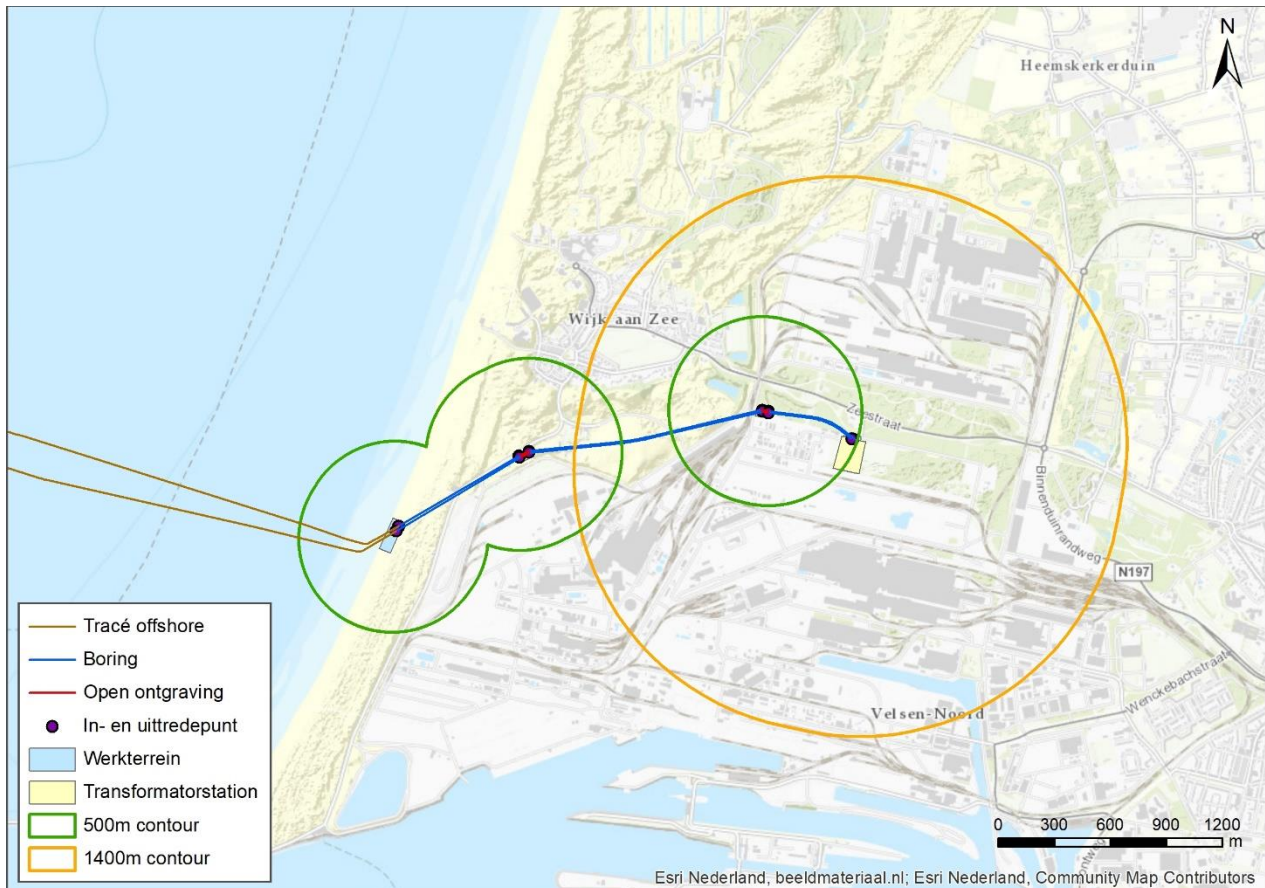 N
Heemskerkerduin
Wijk aan Zee
Zeestraat
Binnenduinrandweg
N197
Wenckebachstraat
Velsen-Noord
Tracé offshore
Boring
Open ontgraving
In- en uittredepunt
Werkterrein
Transformatorstation
500m contour
1400m contour
0 300 600 900 1200
m
Esri Nederland, beeldmateriaal.nl; Esri Nederland, Community Map Contributors